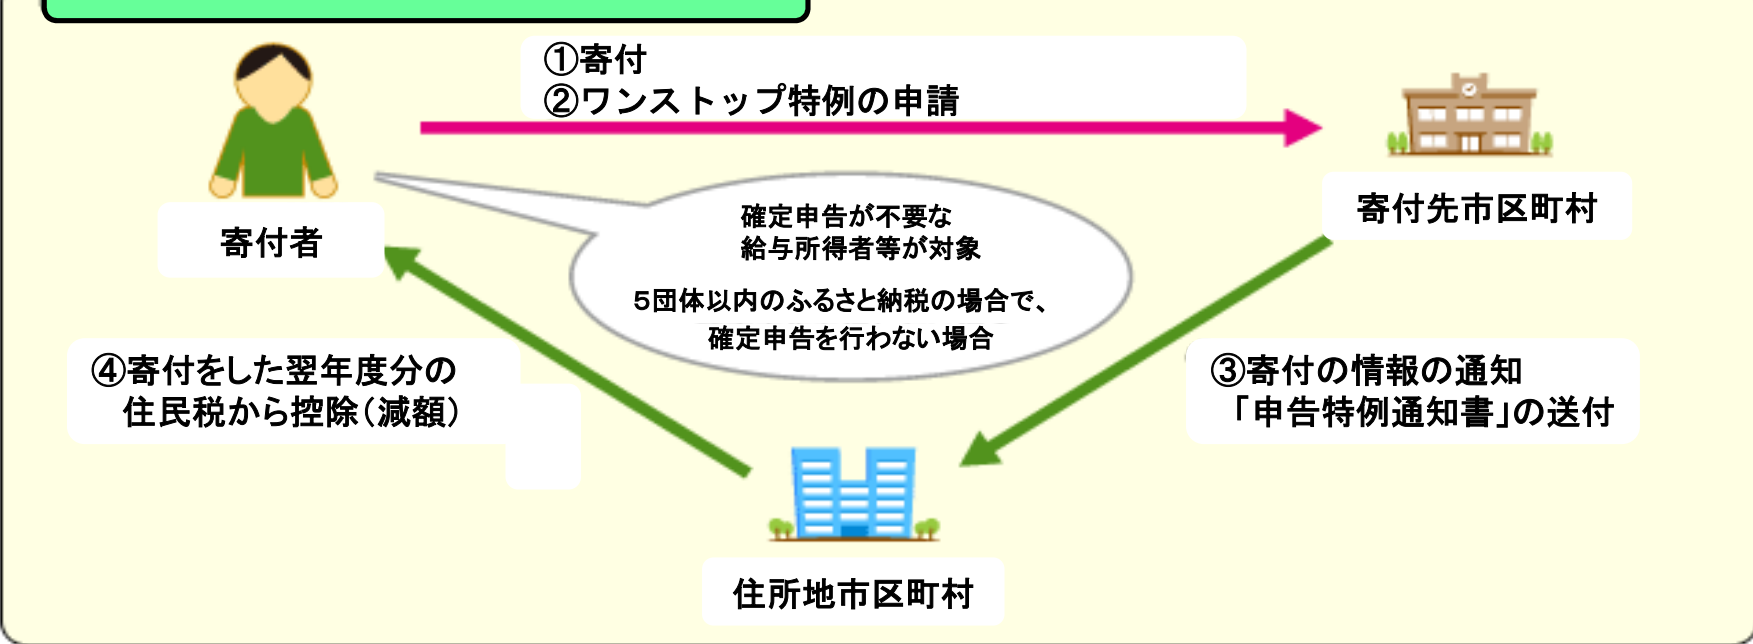 ①寄付
②ワンストップ特例の申請
寄付者
寄付先市区町村
確定申告が不要な
給与所得者等が対象
5団体以内のふるさと納税の場合で、
確定申告を行わない場合
④寄付をした翌年度分の
住民税から控除(減額)
③寄付の情報の通知
「申告特例通知書」の送付
住所地市区町村